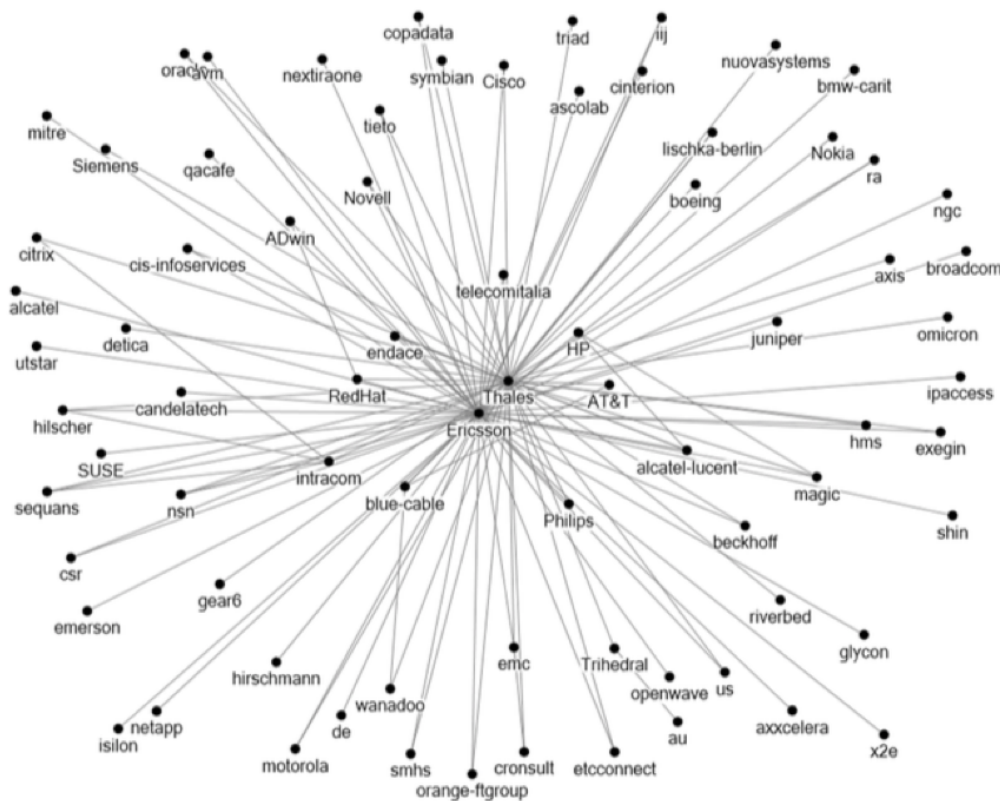 copadata
triad
iij
oracle
avm
nextiraone
symbian
Cisco
cinterion
nuovasystems
bmw-carit
ascolab
mitre
tieto
Siemens
qacafe
lischka-berlin
Nokia
ra
Novell
boeing
ngc
ADwin
citrix
cis-infoservices
telecomitalia
axis
broadcom
alcatel
detica
endace
HP
juniper
omicron
utstar
RedHat
Thales
AT&T
ipaccess
candelatech
hilscher
Ericsson
hms
exegin
SUSE
intracom
alcatel-lucent
sequans
nsn
blue-cable
Philips
magic
beckhoff
shin
csr
gear6
emerson
riverbed
glycon
hirschmann
emc
Trihedral
wanadoo
openwave
us
netapp
isilon
de
au
axxcelera
x2e
motorola
smhs
cronsult
etcconnect
orange-ftgroup